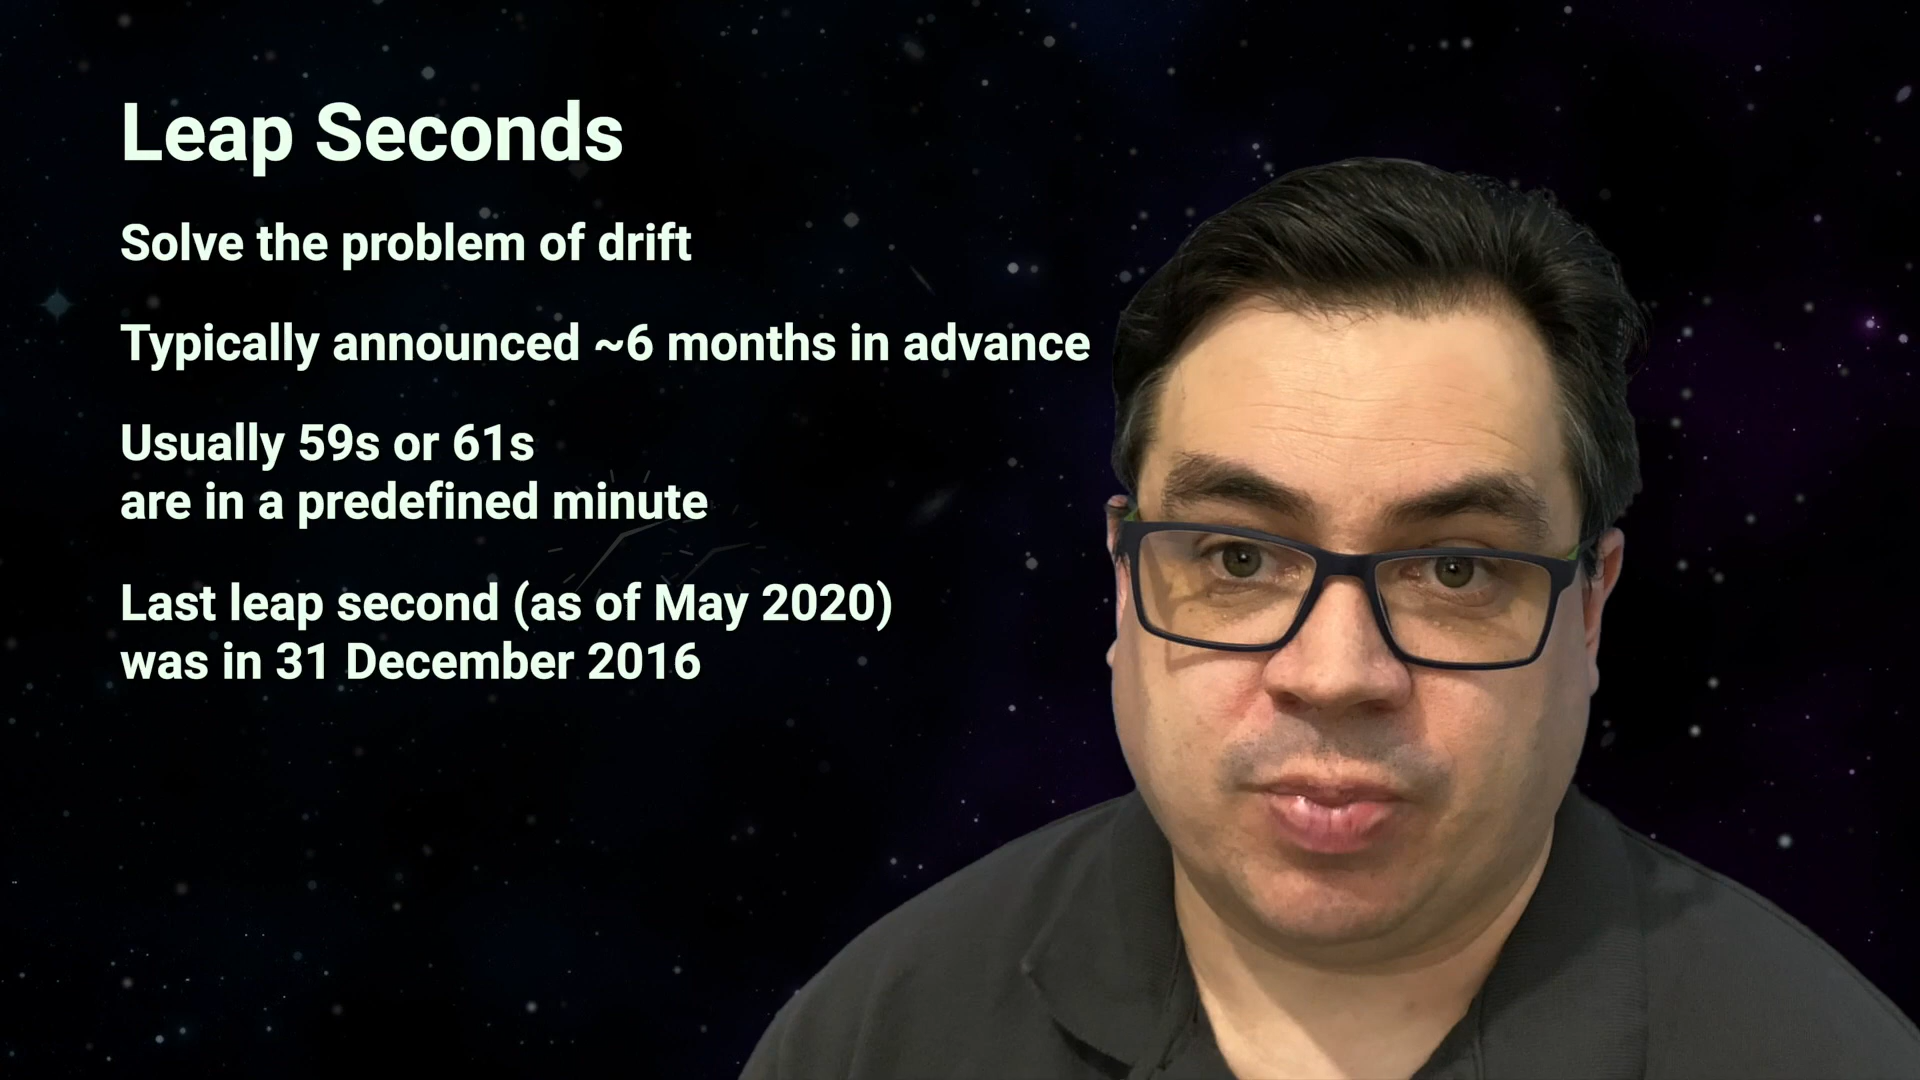 Leap Seconds
Solve the problem of drift
Typically announced ~6 months in advance
Usually 59s or 61s
are in a predefined minute
Last leap second (as of May 2020)
was in 31 December 2016